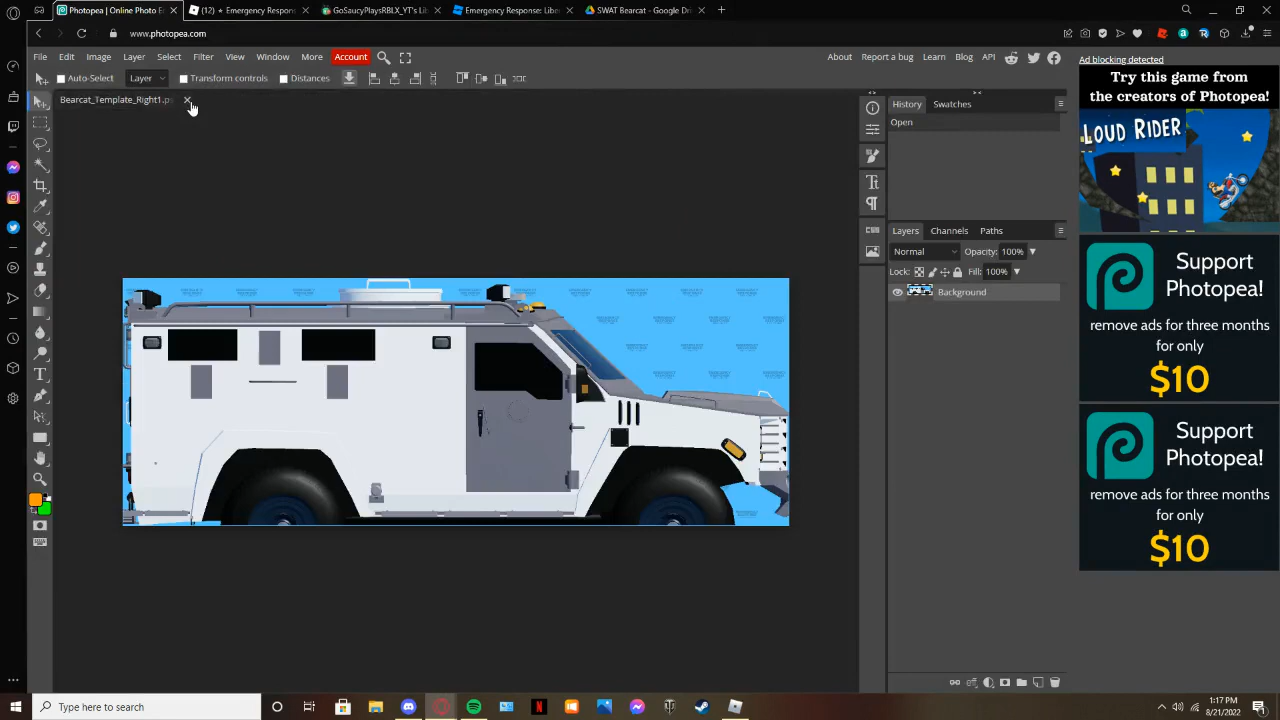 Photopea | Online Photo E
(12) ★ Emergency Respons
GoSaucyPlaysRBLX_YT's Lib
Emergency Response: Liber
SWAT Bearcat - Google Dri
www.photopea.com
File Edit Image Layer Select Filter View Window More Account
About Report a bug Learn Blog API
Ad blocking detected
Auto-Select Layer Transform controls Distances
Bearcat_Template_Right1.ps
History Swatches
Open
Layers Channels Paths
Normal Opacity: 100%
Lock: Fill: 100%
Background
Try this game from
the creators of Photopea!
LOUD RIDER
Support
Photopea!
remove ads for three months
for only
$10
Support
Photopea!
remove ads for three months
for only
$10
Type here to search
1:17 PM
8/21/2022